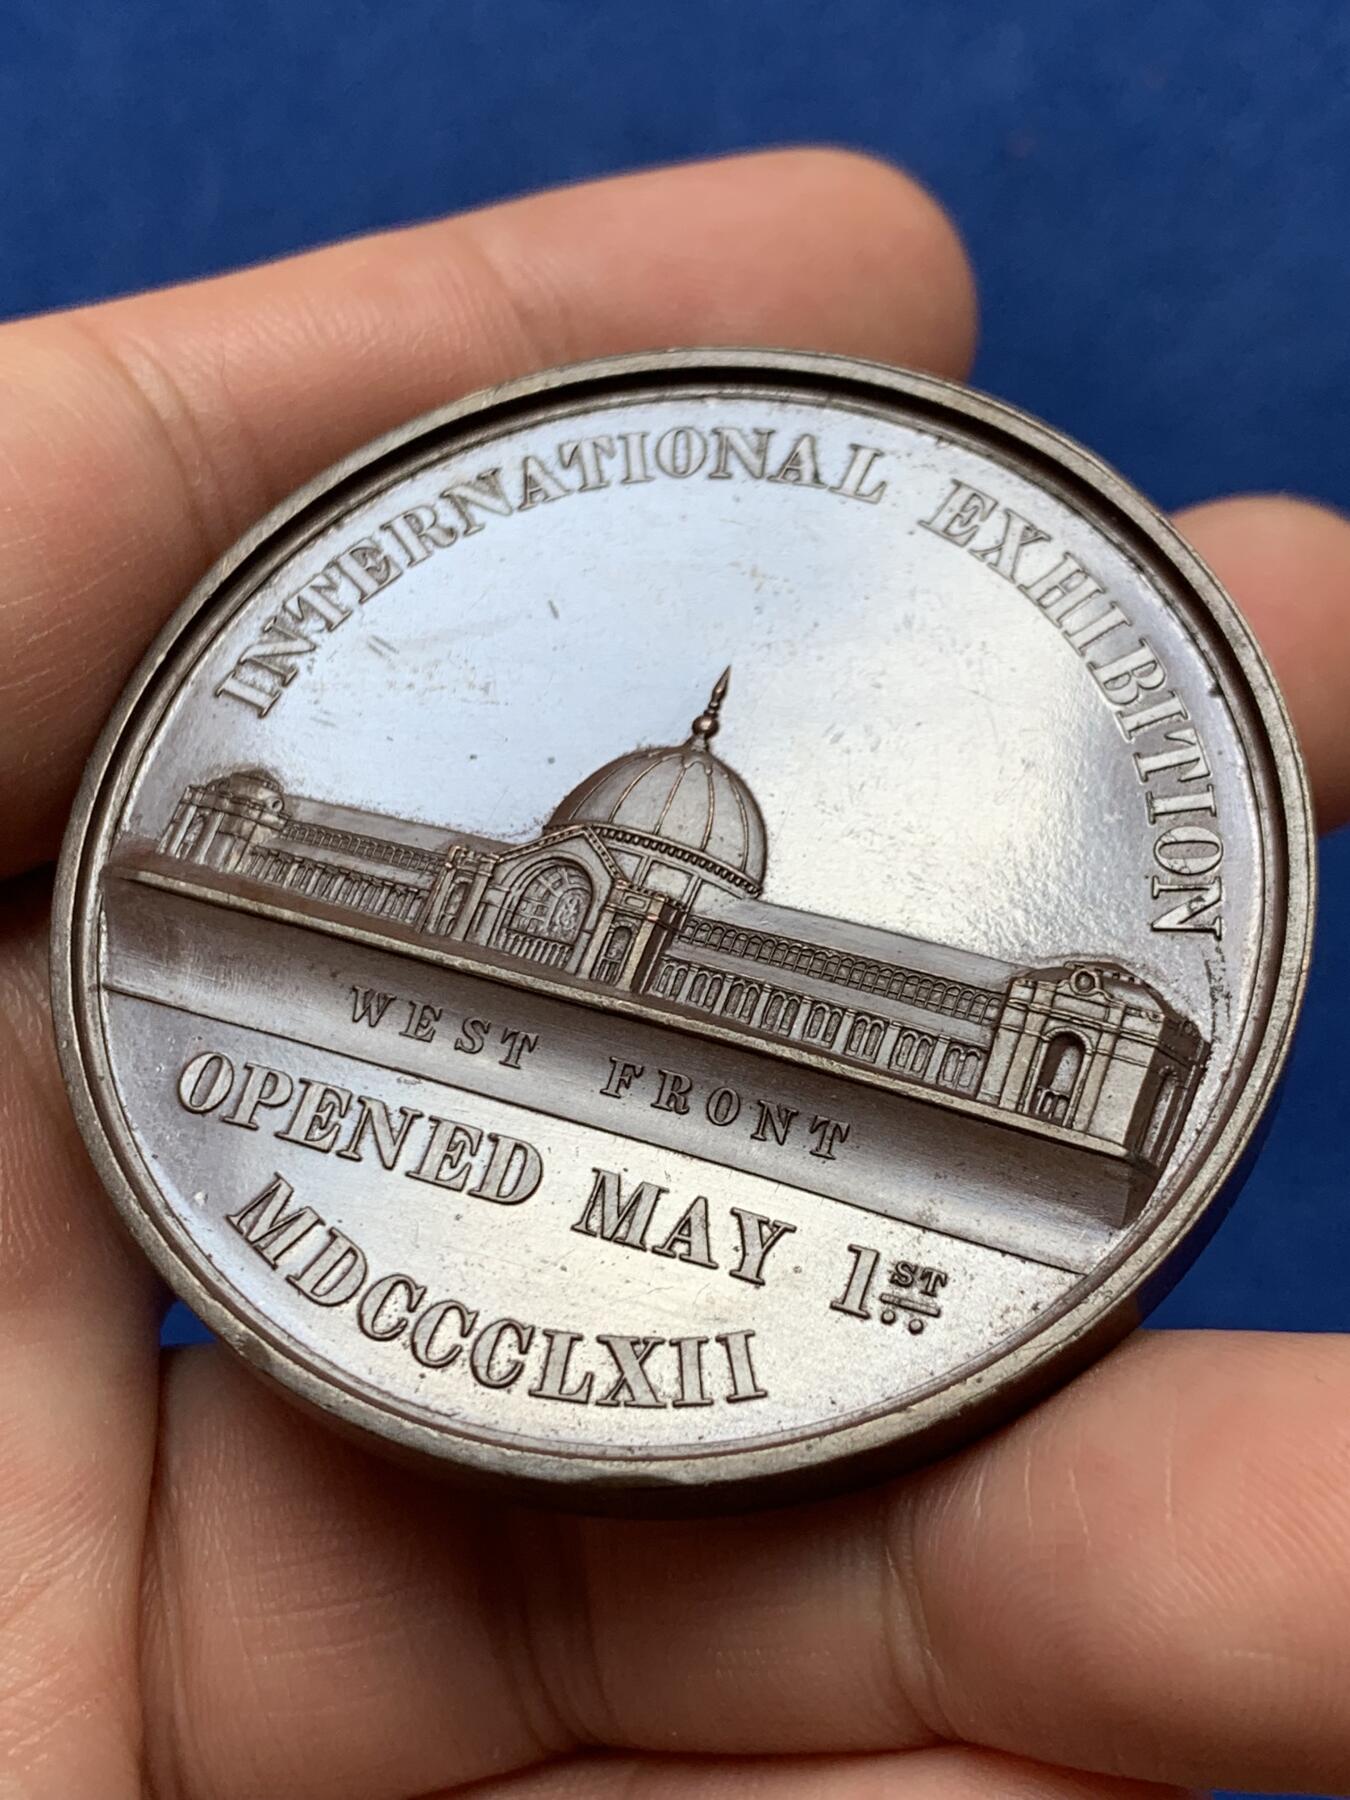 INTERNATIONAL EXHIBITION
WEST FRONT
OPENED MAY 1ST
MDCCCLXII